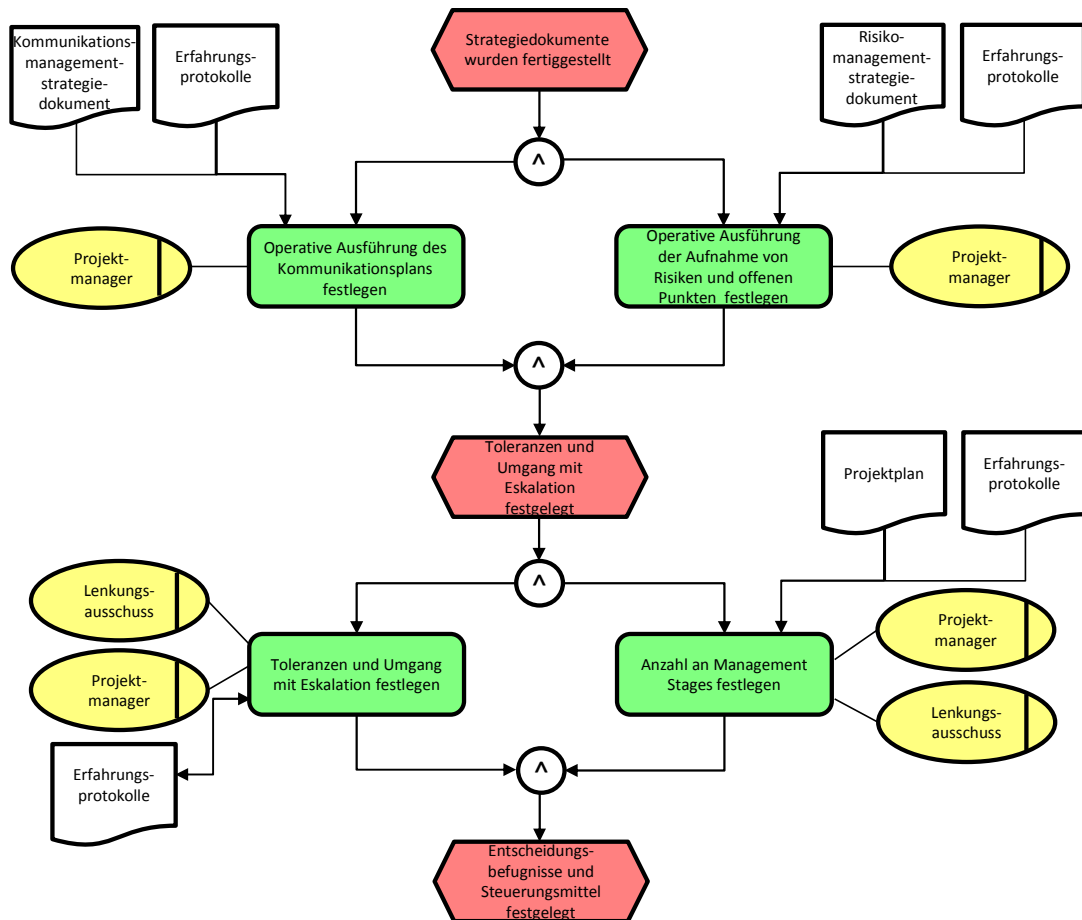 Kommunikations-
management-
strategie-
dokument
Erfahrungs-
protokolle
Strategiedokumente
wurden fertiggestellt
Risiko-
management-
strategie-
dokument
Erfahrungs-
protokolle
^
Projekt-
manager
Operative Ausführung des
Kommunikationsplans
festlegen
Operative Ausführung
der Aufnahme von
Risiken und offenen
Punkten festlegen
Projekt-
manager
^
Toleranzen und
Umgang mit
Eskalation
festgelegt
Projektplan
Erfahrungs-
protokolle
^
Lenkungs-
ausschuss
Projekt-
manager
Toleranzen und Umgang
mit Eskalation festlegen
Anzahl an Management
Stages festlegen
Projekt-
manager
Lenkungs-
ausschuss
Erfahrungs-
protokolle
^
Entscheidungs-
befugnisse und
Steuerungsmittel
festgelegt